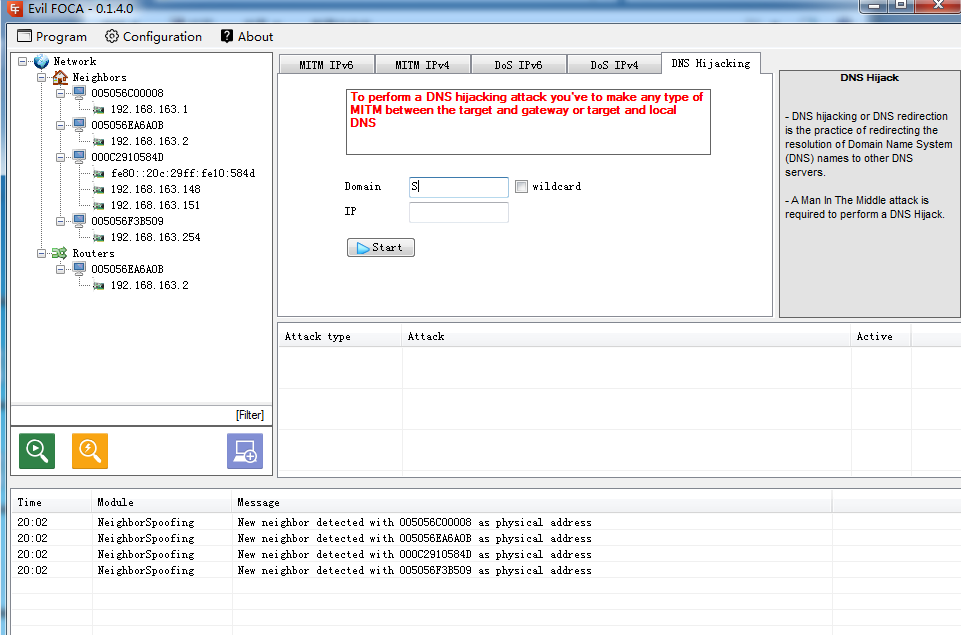 Evil FOCA - 0.1.4.0
Program Configuration About
Network
Neighbors
005056C00008
192.168.163.1
005056EA6A0B
192.168.163.2
000C2910584D
fe80::20c:29ff:fe10:584d
192.168.163.148
192.168.163.151
005056F3B509
192.168.163.254
Routers
005056EA6A0B
192.168.163.2
[Filter]
MITM IPv6 MITM IPv4 DoS IPv6 DoS IPv4 DNS Hijacking
To perform a DNS hijacking attack you've to make any type of
MITM between the target and gateway or target and local
DNS
Domain S wildcard
IP
Start
DNS Hijack
- DNS hijacking or DNS redirection
is the practice of redirecting the
resolution of Domain Name System
(DNS) names to other DNS
servers.
- A Man In The Middle attack is
required to perform a DNS Hijack.
Attack type Attack Active
Time Module Message
20:02 NeighborSpoofing New neighbor detected with 005056C00008 as physical address
20:02 NeighborSpoofing New neighbor detected with 005056EA6A0B as physical address
20:02 NeighborSpoofing New neighbor detected with 000C2910584D as physical address
20:02 NeighborSpoofing New neighbor detected with 005056F3B509 as physical address